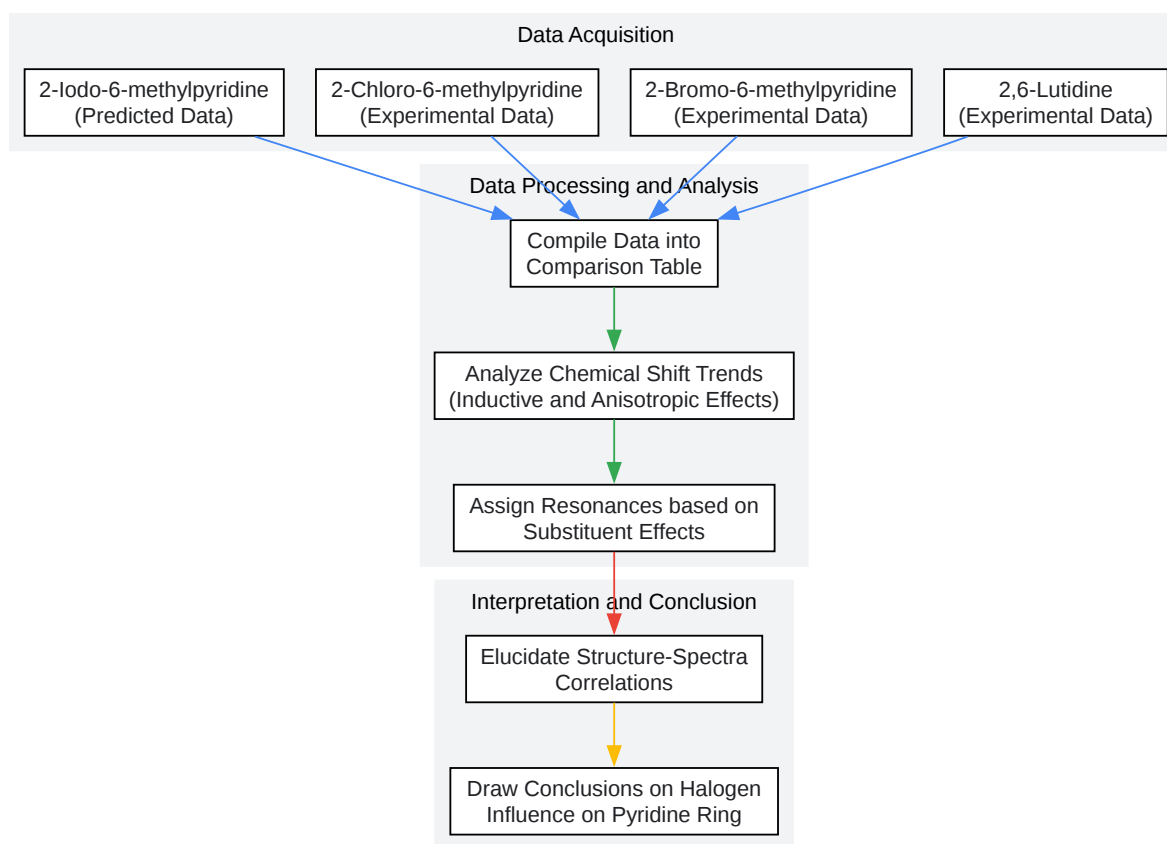 Data Acquisition
2-Iodo-6-methylpyridine
(Predicted Data)
2-Chloro-6-methylpyridine
(Experimental Data)
2-Bromo-6-methylpyridine
(Experimental Data)
2,6-Lutidine
(Experimental Data)
Data Processing and Analysis
Compile Data into
Comparison Table
Analyze Chemical Shift Trends
(Inductive and Anisotropic Effects)
Assign Resonances based on
Substituent Effects
Interpretation and Conclusion
Elucidate Structure-Spectra
Correlations
Draw Conclusions on Halogen
Influence on Pyridine Ring